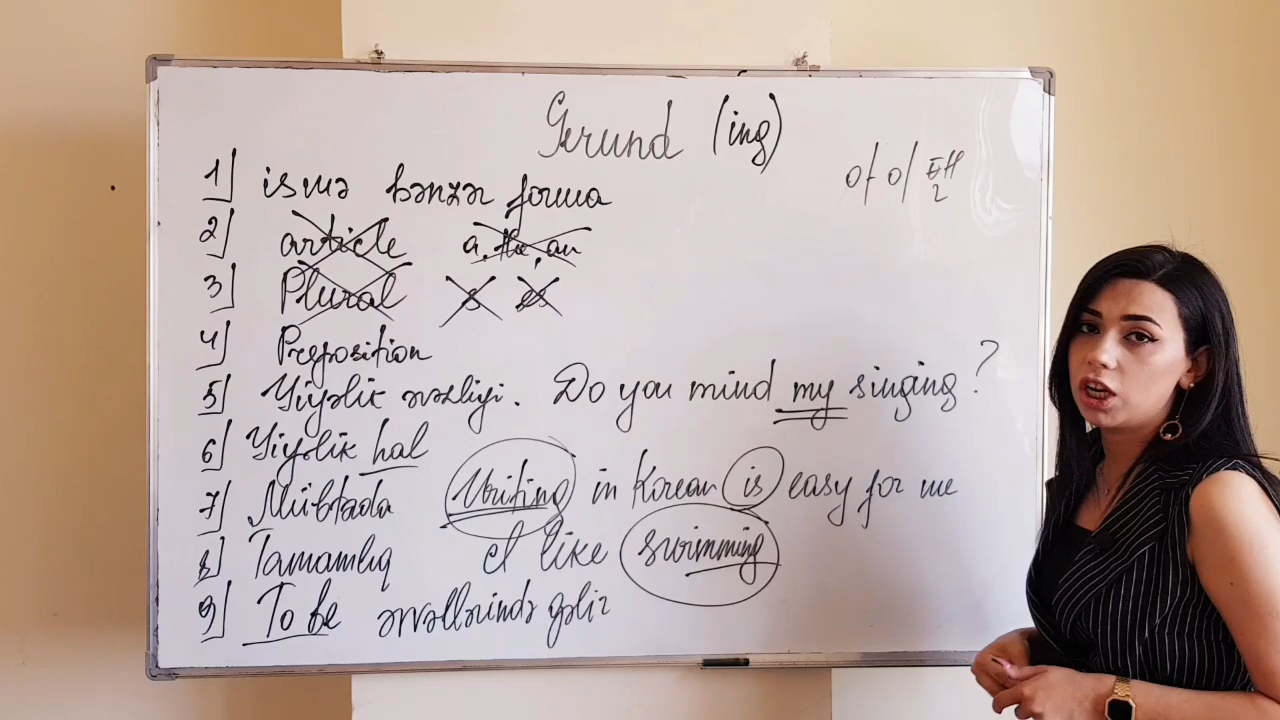 Gerund (ing)
1) ismə bənzər forma
2) article a, the, an
3) Plural s es
4) Preposition
5) Yiyəlik əvəzliyi. Do you mind my singing?
6) Yiyəlik hal
7) Mübtəda Writing in Korean is easy for me
8) Tamamlıq I like swimming
9) To be əvvəllərində gəlir